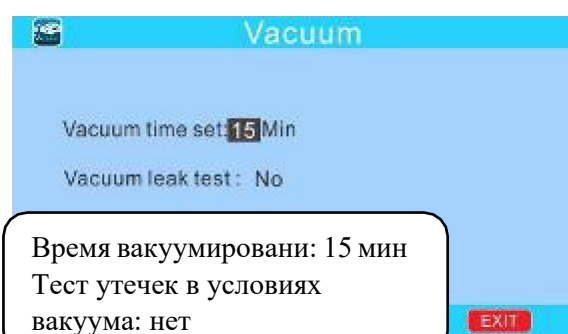 Vacuum
Vacuum time set: 15 Min
Vacuum leak test: No
Время вакуумировани: 15 мин
Тест утечек в условиях
вакуума: нет
EXIT